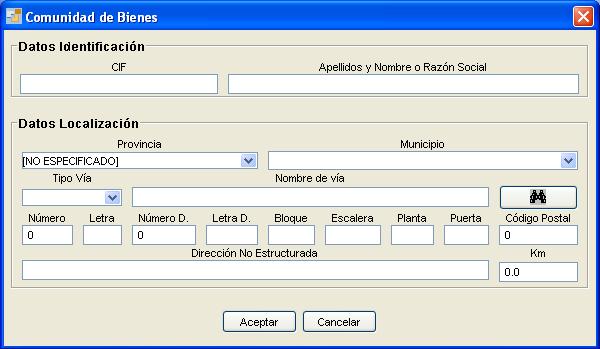 Comunidad de Bienes
Datos Identificación
CIF Apellidos y Nombre o Razón Social
Datos Localización
Provincia Municipio
[NO ESPECIFICADO]
Tipo Vía Nombre de vía
Número Letra Número D. Letra D. Bloque Escalera Planta Puerta Código Postal
0 0 0
Dirección No Estructurada Km
0.0
Aceptar Cancelar